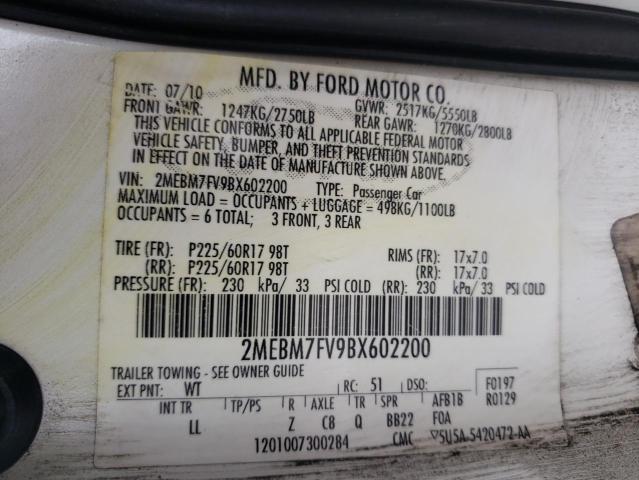 MFD. BY FORD MOTOR CO.
DATE: 07/10 GVWR: 2517KG/5550LB
FRONT GAWR: 1247KG/2750LB REAR GAWR: 1270KG/2800LB
THIS VEHICLE CONFORMS TO ALL APPLICABLE FEDERAL MOTOR
VEHICLE SAFETY, BUMPER, AND THEFT PREVENTION STANDARDS
IN EFFECT ON THE DATE OF MANUFACTURE SHOWN ABOVE.
VIN: 2MEBM7FV9BX602200 TYPE: Passenger Car
MAXIMUM LOAD = OCCUPANTS + LUGGAGE = 498KG/1100LB
OCCUPANTS = 6 TOTAL; 3 FRONT, 3 REAR
TIRE (FR): P225/60R17 98T RIMS (FR): 17x7.0
(RR): P225/60R17 98T (RR): 17x7.0
PRESSURE (FR): 230 kPa/ 33 PSI COLD (RR): 230 kPa/ 33 PSI COLD
2MEBM7FV9BX602200
TRAILER TOWING - SEE OWNER GUIDE
EXT PNT: WT RC: 51 DSO: F0197
R0129
INT TR TP/PS R AXLE TR SPR AFB1B
LL Z C8 Q BB22 FOA
1201007300284 CMC SU5A-5420472-AA